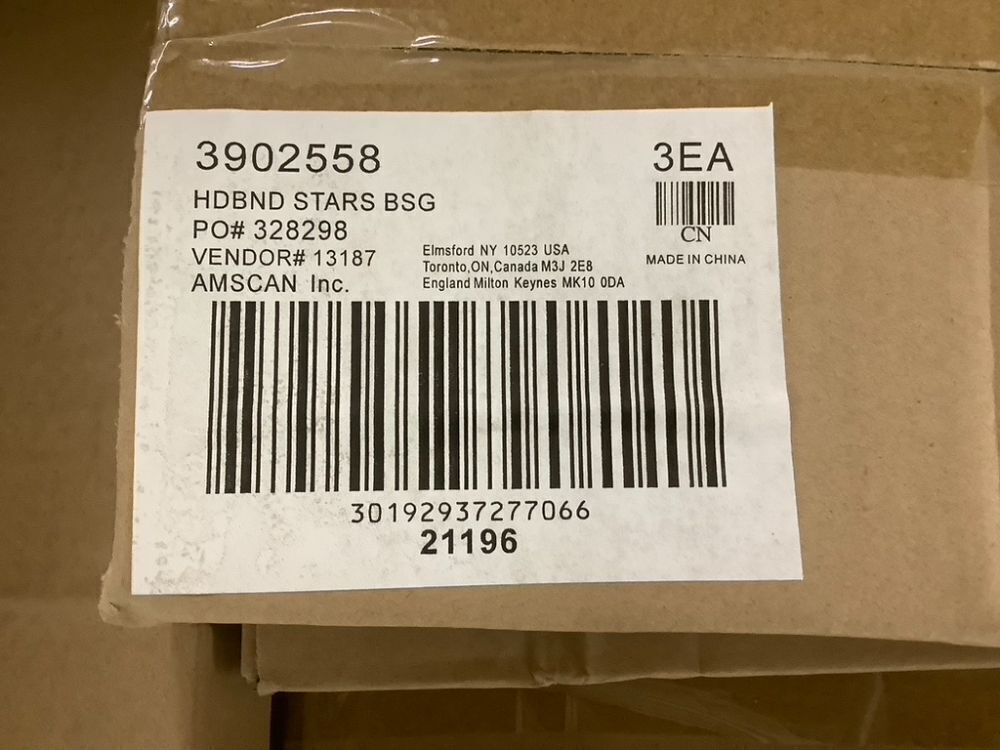 3902558
3EA
HDBND STARS BSG
CN
PO# 328298
MADE IN CHINA
VENDOR# 13187
AMSCAN Inc.
Elmsford NY 10523 USA
Toronto,ON,Canada M3J 2E8
England Milton Keynes MK10 0DA
30192937277066
21196